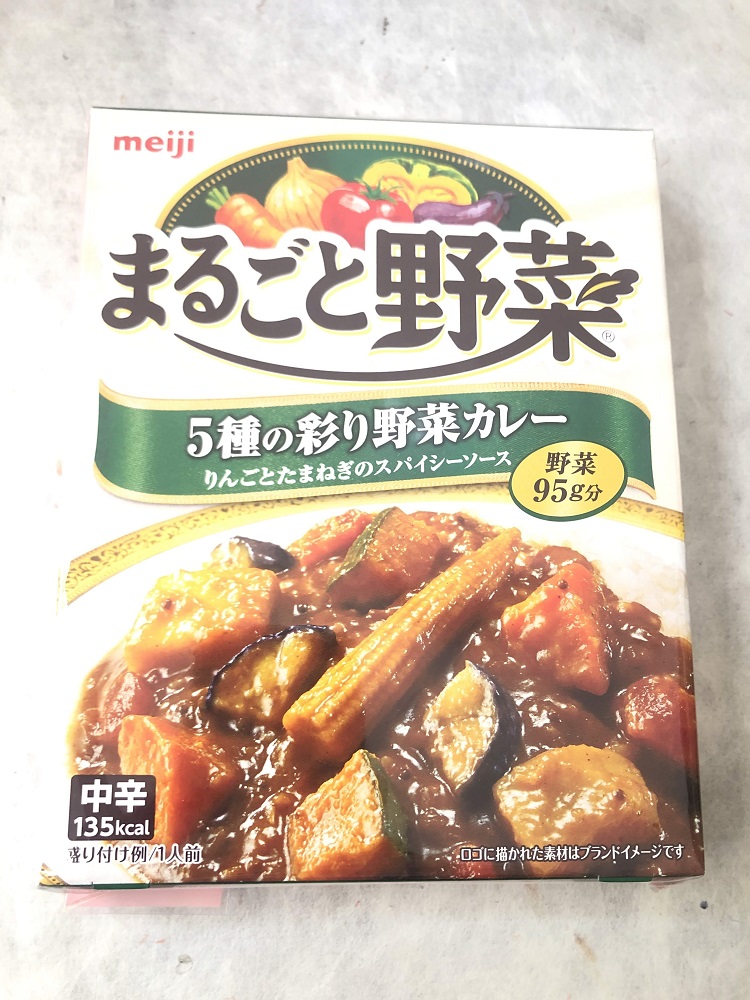 meiji
まるごと野菜®
5種の彩り野菜カレー
りんごとたまねぎのスパイシーソース
野菜
95g分
中辛
135kcal
盛り付け例/1人前
ロゴに描かれた素材はブランドイメージです